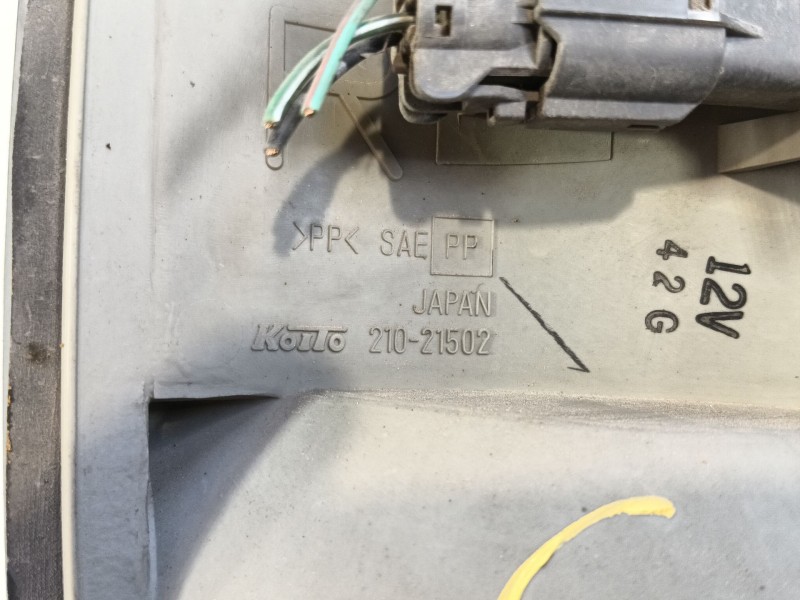 >PP< SAE PP
JAPAN
KOITO 210-21502
12V
42G
R